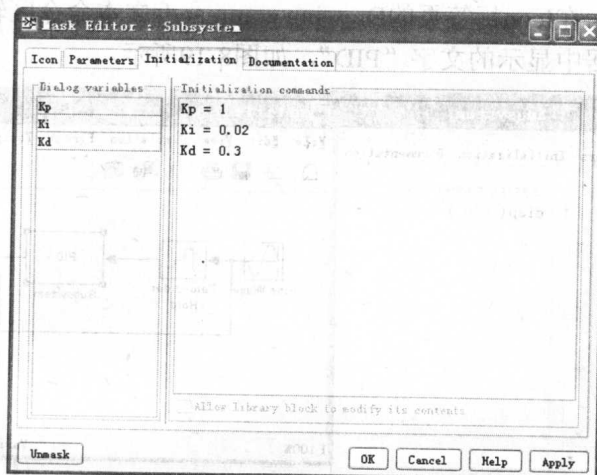 Mask Editor : Subsystem
Icon Parameters Initialization Documentation
Dialog variables
Kp
Ki
Kd
Initialization commands
Kp = 1
Ki = 0.02
Kd = 0.3
Allow library block to modify its contents
Unmask
OK Cancel Help Apply